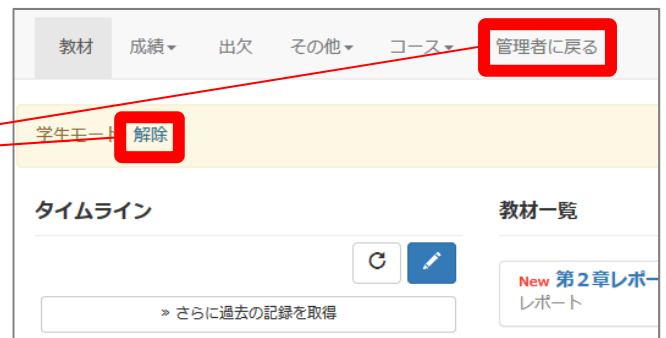 教材 成績▼ 出欠 その他▼ コース▼ 管理者に戻る
学生モード 解除
タイムライン
» さらに過去の記録を取得
教材一覧
New 第2章レポー
レポート